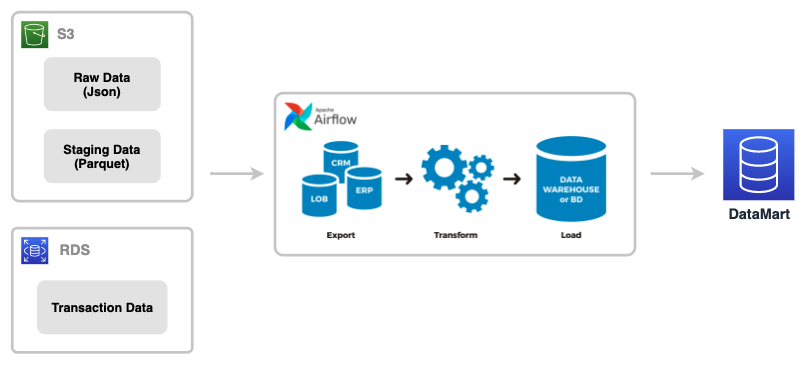 S3
Raw Data
(Json)
Staging Data
(Parquet)
RDS
Transaction Data
Apache
Airflow
CRM
LOB
ERP
Export
Transform
DATA
WAREHOUSE
or BD
Load
DataMart